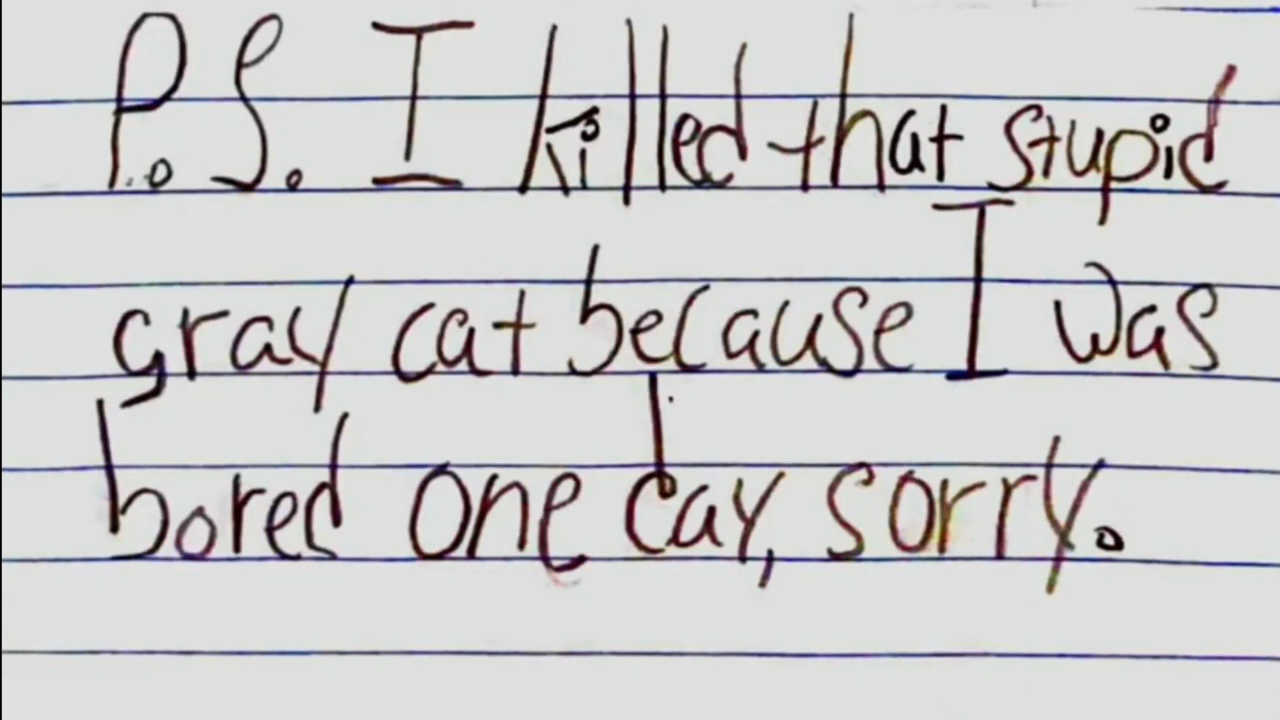 P.S. I killed that stupid
gray cat because I was
bored one day, sorry.